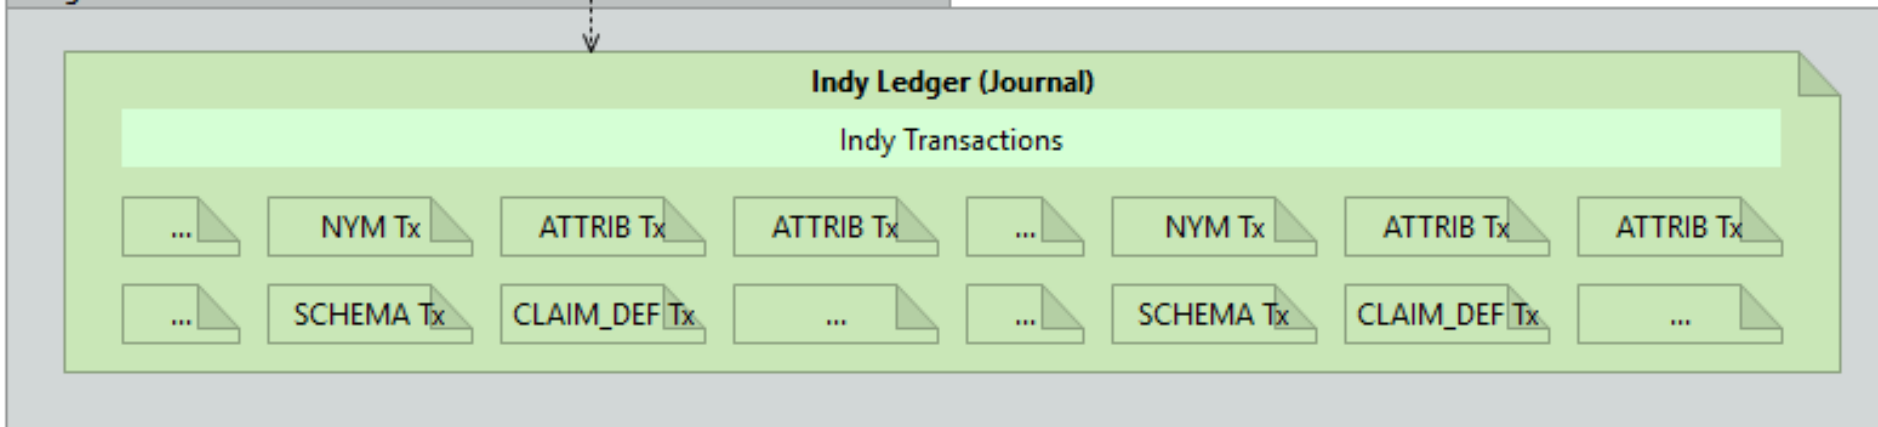 Indy Ledger (Journal)
Indy Transactions
... NYM Tx ATTRIB Tx ATTRIB Tx ... NYM Tx ATTRIB Tx ATTRIB Tx
... SCHEMA Tx CLAIM_DEF Tx ... ... SCHEMA Tx CLAIM_DEF Tx ...